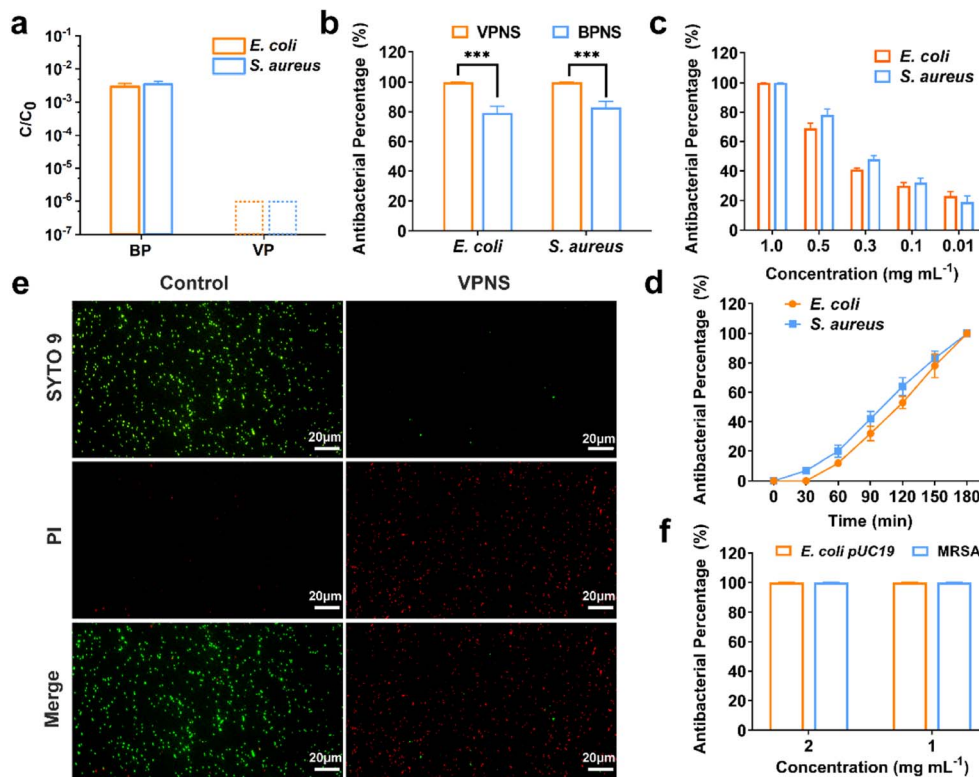 a
10⁻¹
10⁻²
10⁻³
10⁻⁴
10⁻⁵
10⁻⁶
10⁻⁷
C/C₀
E. coli
S. aureus
BP VP
b
VPNS BPNS
Antibacterial Percentage (%)
120
100
80
60
40
20
0
*** ***
E. coli S. aureus
c
Antibacterial Percentage (%)
120
100
80
60
40
20
0
E. coli
S. aureus
1.0 0.5 0.3 0.1 0.01
Concentration (mg mL⁻¹)
d
Antibacterial Percentage (%)
120
100
80
60
40
20
0
E. coli
S. aureus
0 30 60 90 120 150 180
Time (min)
e
Control VPNS
SYTO 9
20μm 20μm
PI
20μm 20μm
Merge
20μm 20μm
f
Antibacterial Percentage (%)
120
100
80
60
40
20
0
E. coli pUC19 MRSA
2 1
Concentration (mg mL⁻¹)